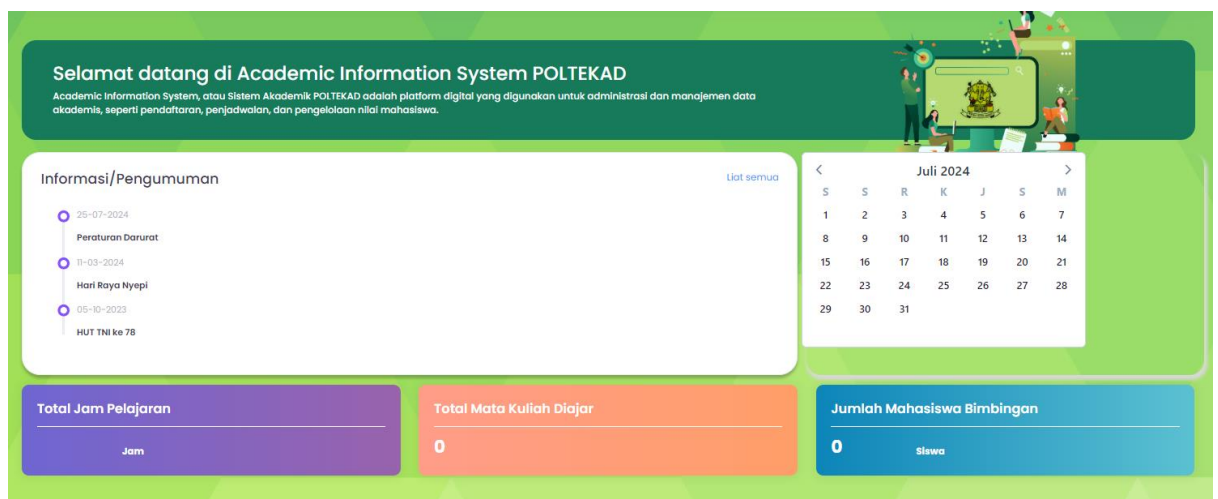 Selamat datang di Academic Information System POLTEKAD
Academic Information System, atau Sistem Akademik POLTEKAD adalah platform digital yang digunakan untuk administrasi dan manajemen data
akademis, seperti pendaftaran, penjadwalan, dan pengelolaan nilai mahasiswa.
Informasi/Pengumuman
Liat semua
25-07-2024
Peraturan Darurat
11-03-2024
Hari Raya Nyepi
05-10-2023
HUT TNI ke 78
Juli 2024
S S R K J S M
1 2 3 4 5 6 7
8 9 10 11 12 13 14
15 16 17 18 19 20 21
22 23 24 25 26 27 28
29 30 31
Total Jam Pelajaran
Jam
Total Mata Kuliah Diajar
0
Jumlah Mahasiswa Bimbingan
0 Siswa